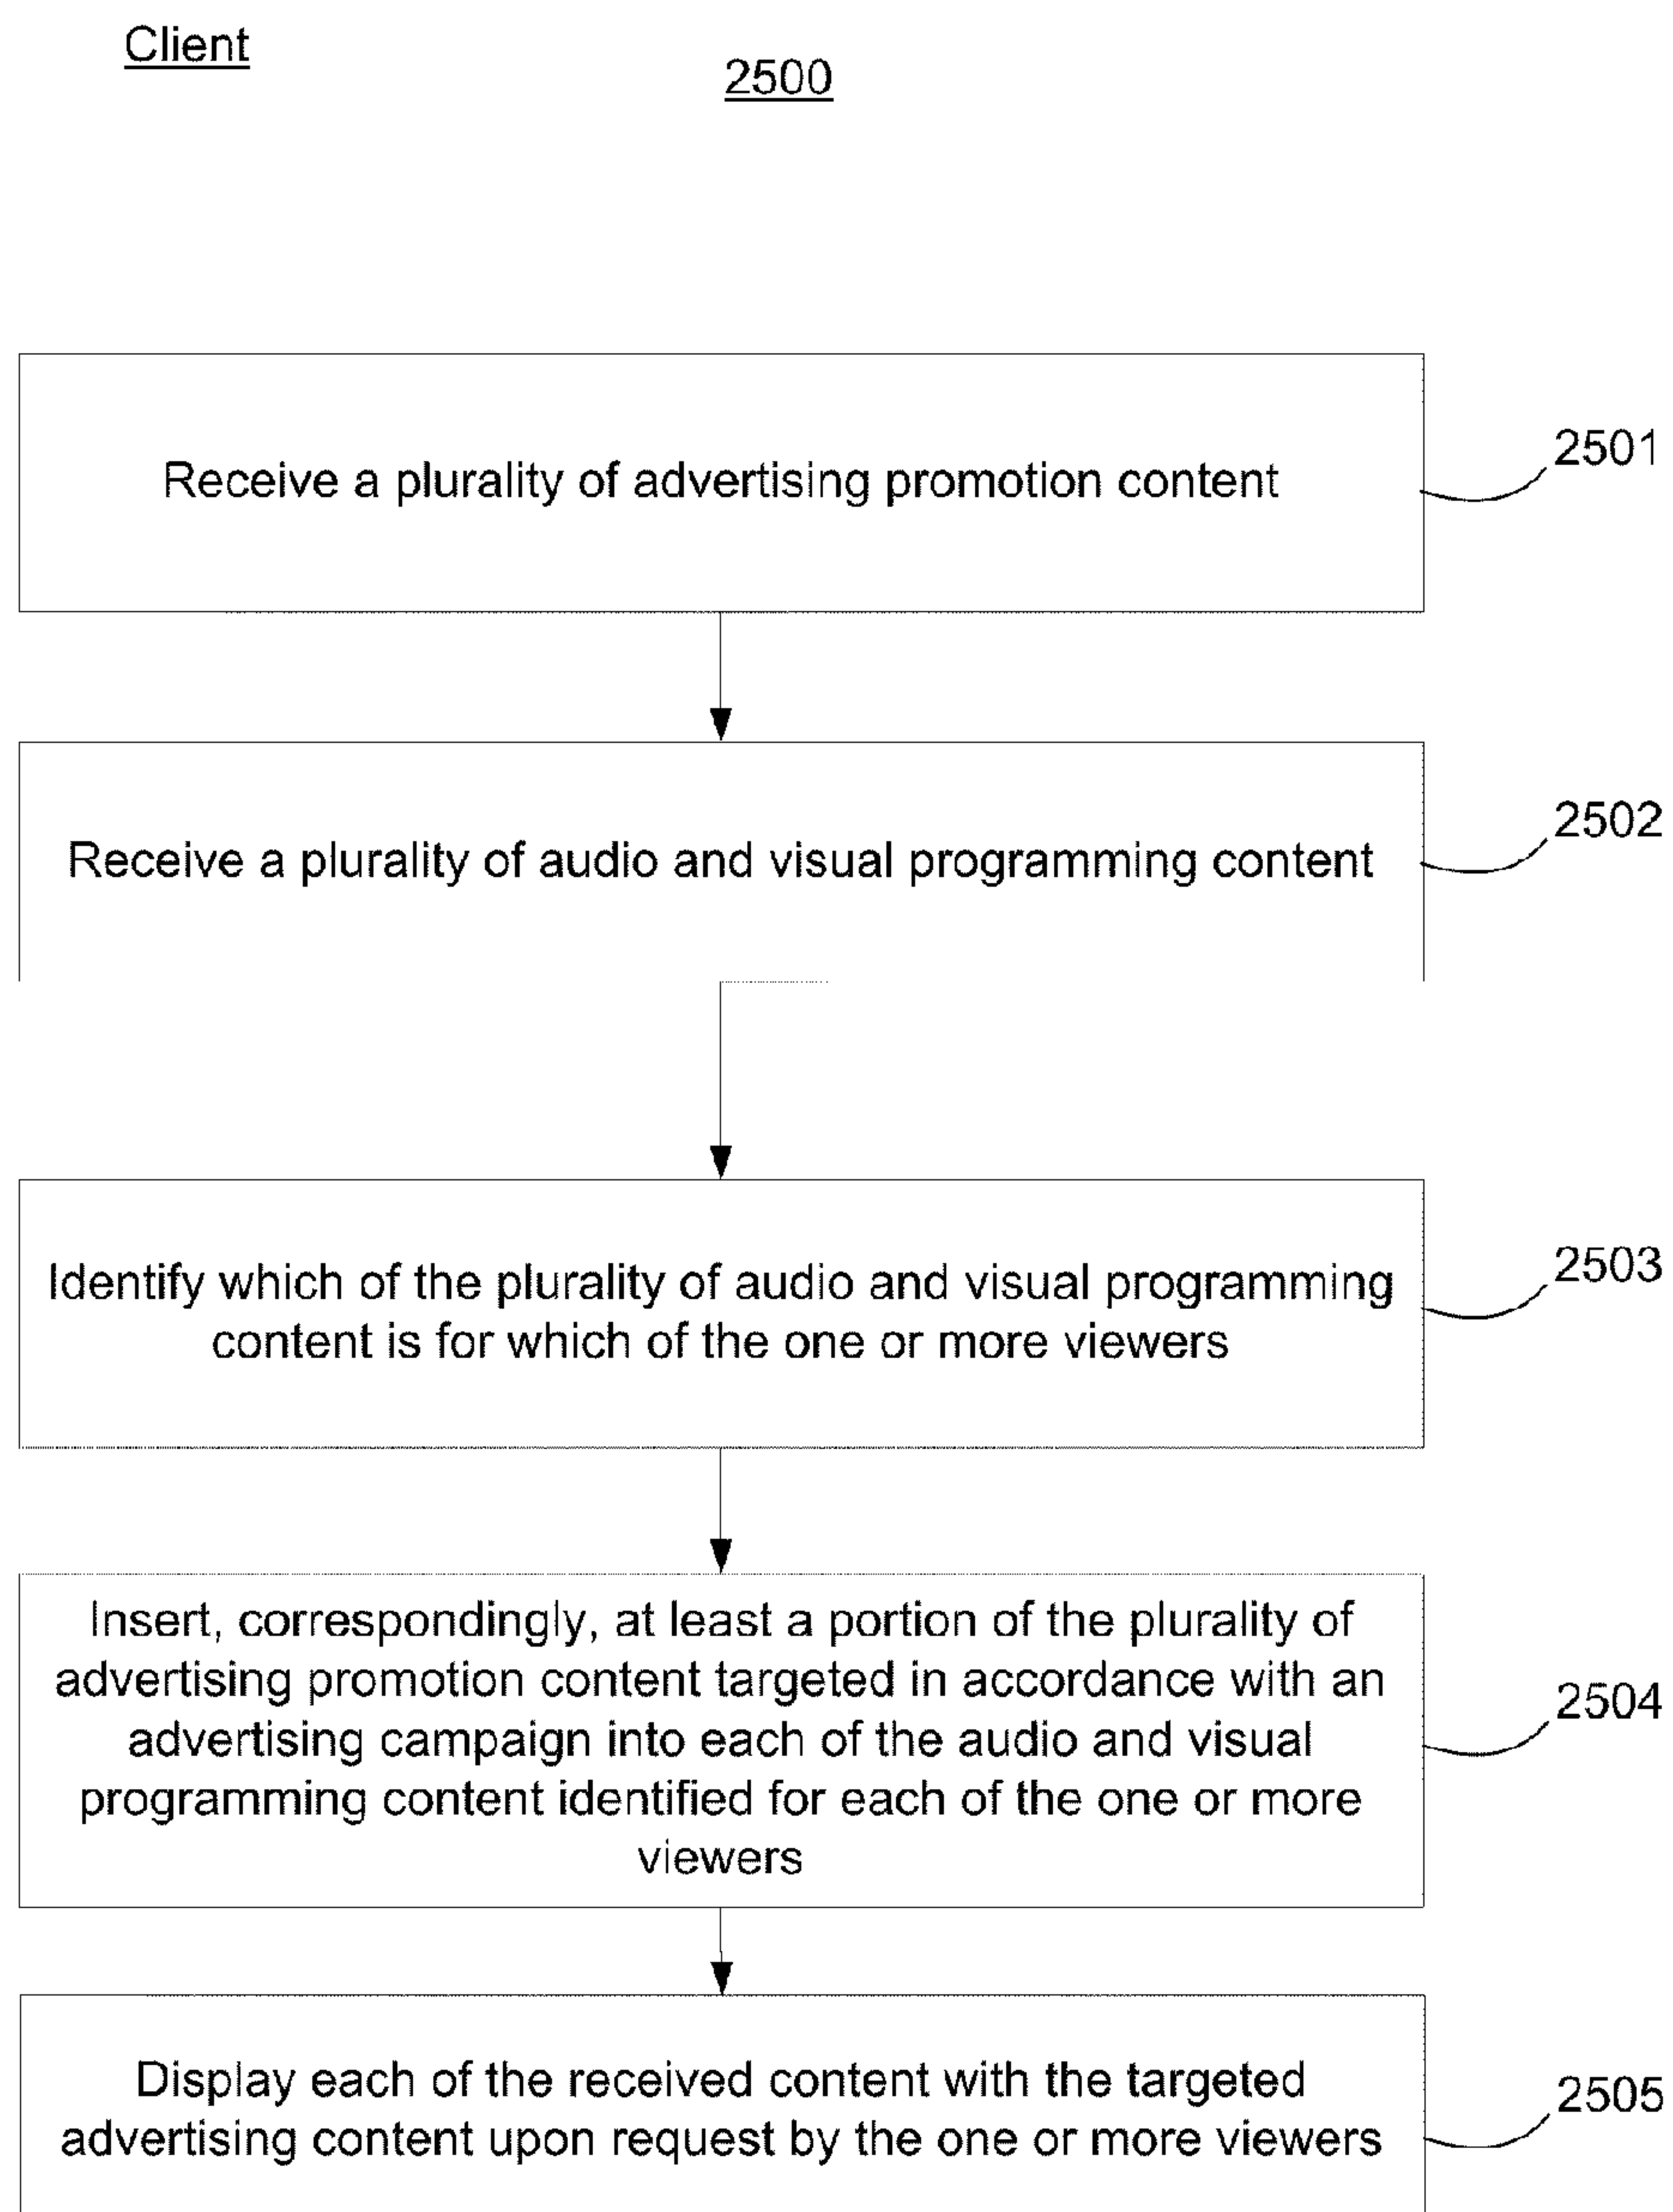 Client
2500
Receive a plurality of advertising promotion content
2501
Receive a plurality of audio and visual programming content
2502
Identify which of the plurality of audio and visual programming
content is for which of the one or more viewers
2503
Insert, correspondingly, at least a portion of the plurality of
advertising promotion content targeted in accordance with an
advertising campaign into each of the audio and visual
programming content identified for each of the one or more
viewers
2504
Display each of the received content with the targeted
advertising content upon request by the one or more viewers
2505